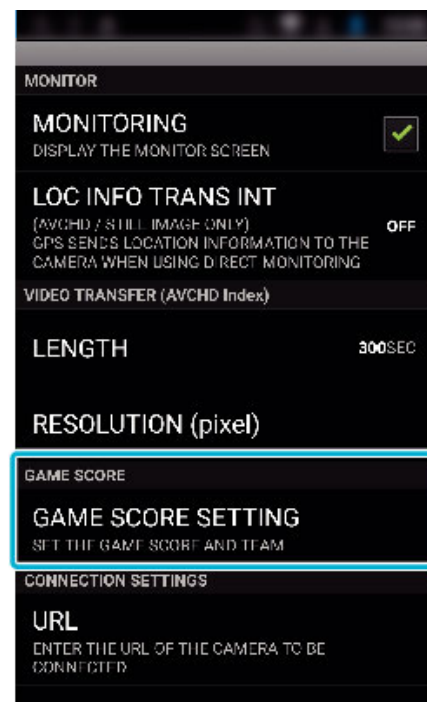 MONITOR
MONITORING
DISPLAY THE MONITOR SCREEN
LOC INFO TRANS INT
(AVCHD / STILL IMAGE ONLY)
OFF
GPS SENDS LOCATION INFORMATION TO THE
CAMERA WHEN USING DIRECT MONITORING
VIDEO TRANSFER (AVCHD Index)
LENGTH
300SEC
RESOLUTION (pixel)
GAME SCORE
GAME SCORE SETTING
SET THE GAME SCORE AND TEAM
CONNECTION SETTINGS
URL
ENTER THE URL OF THE CAMERA TO BE
CONNECTED